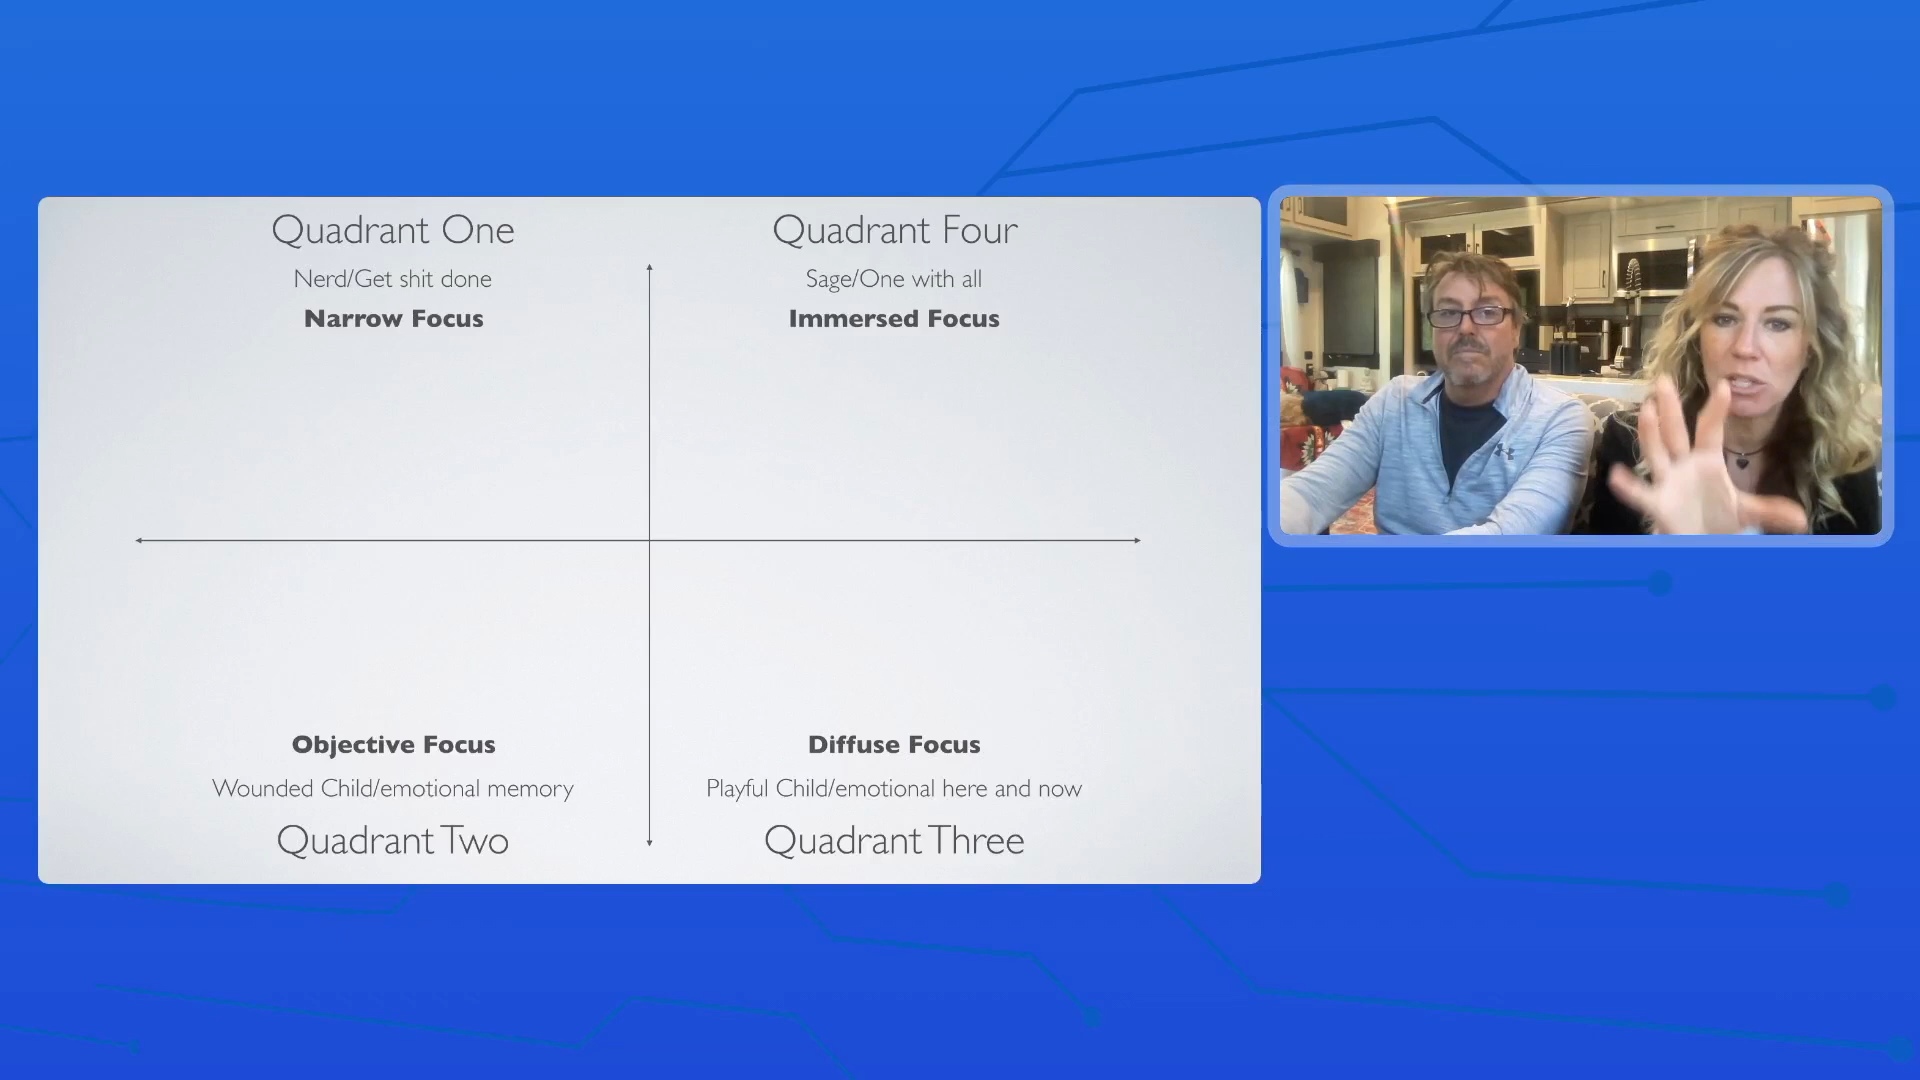 Quadrant One
Nerd/Get shit done
Narrow Focus
Quadrant Four
Sage/One with all
Immersed Focus
Objective Focus
Wounded Child/emotional memory
Quadrant Two
Diffuse Focus
Playful Child/emotional here and now
Quadrant Three